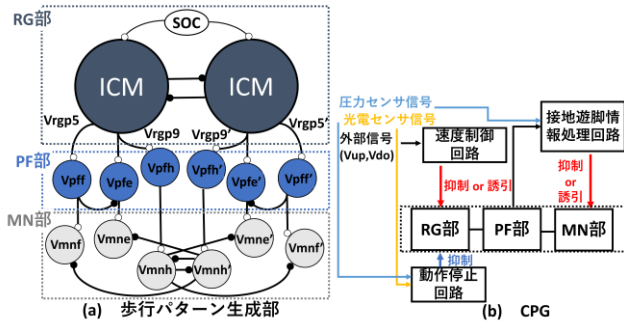 RG部
SOC
ICM
ICM
Vrgp5
Vrgp9
Vrgp9'
Vrgp5'
PF部
Vpff
Vpfe
Vpfh
Vpfh'
Vpfe'
Vpff'
MN部
Vmnf
Vmne
Vmnh
Vmnh'
Vmne'
Vmnf'
(a) 歩行パターン生成部
圧力センサ信号
光電センサ信号
外部信号
(Vup,Vdo)
速度制御
回路
接地遊脚情
報処理回路
抑制 or 誘引
抑制
or
誘引
RG部
PF部
MN部
抑制
動作停止
回路
(b) CPG